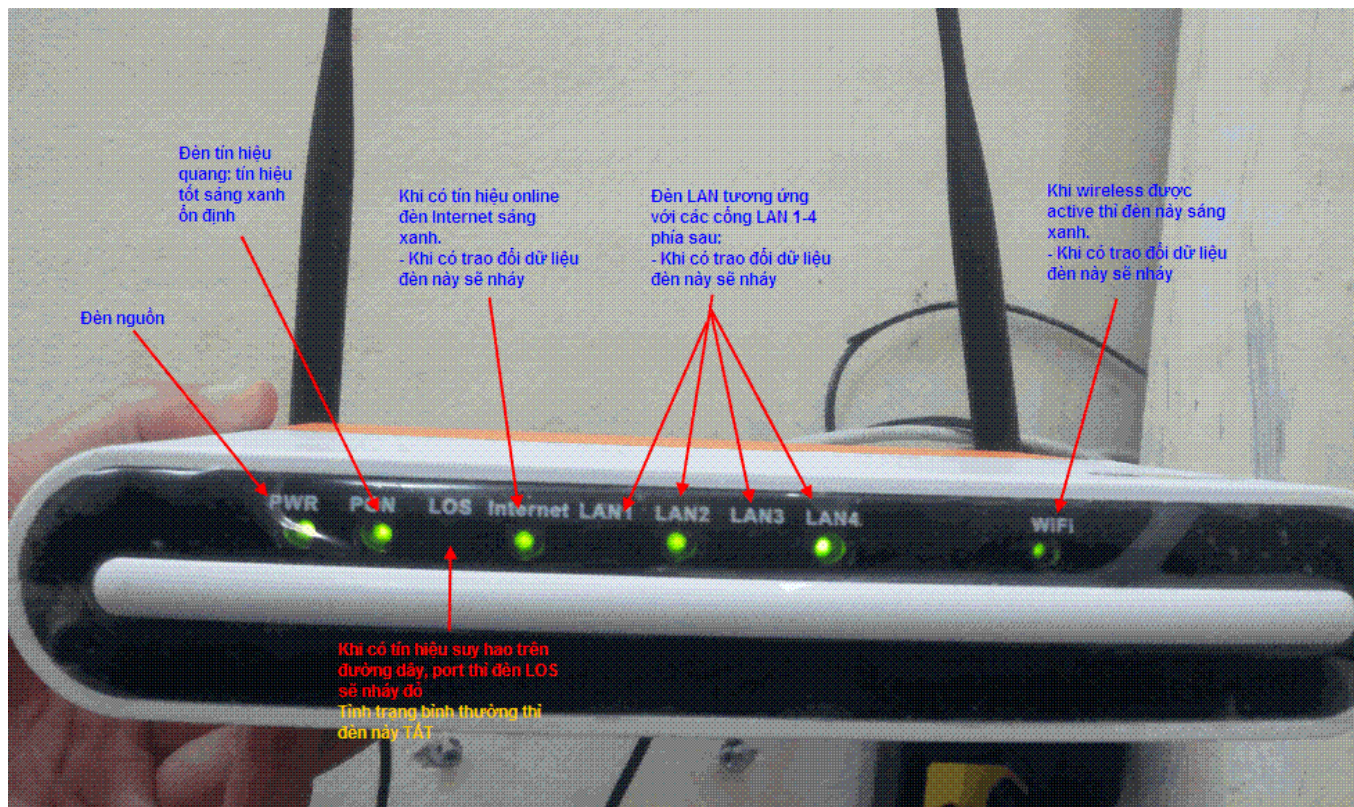 Đèn tín hiệu
quang: tín hiệu
tốt sáng xanh
ổn định
Khi có tín hiệu online
đèn Internet sáng
xanh.
- Khi có trao đổi dữ liệu
đèn này sẽ nháy
Đèn LAN tương ứng
với các cổng LAN 1-4
phía sau:
- Khi có trao đổi dữ liệu
đèn này sẽ nháy
Khi wireless được
active thì đèn này sáng
xanh.
- Khi có trao đổi dữ liệu
đèn này sẽ nháy
Đèn nguồn
PWR PON LOS Internet LAN1 LAN2 LAN3 LAN4 WiFi
Khi có tín hiệu suy hao trên
đường dây, port thì đèn LOS
sẽ nháy đỏ
Tình trạng bình thường thì
đèn này TẮT